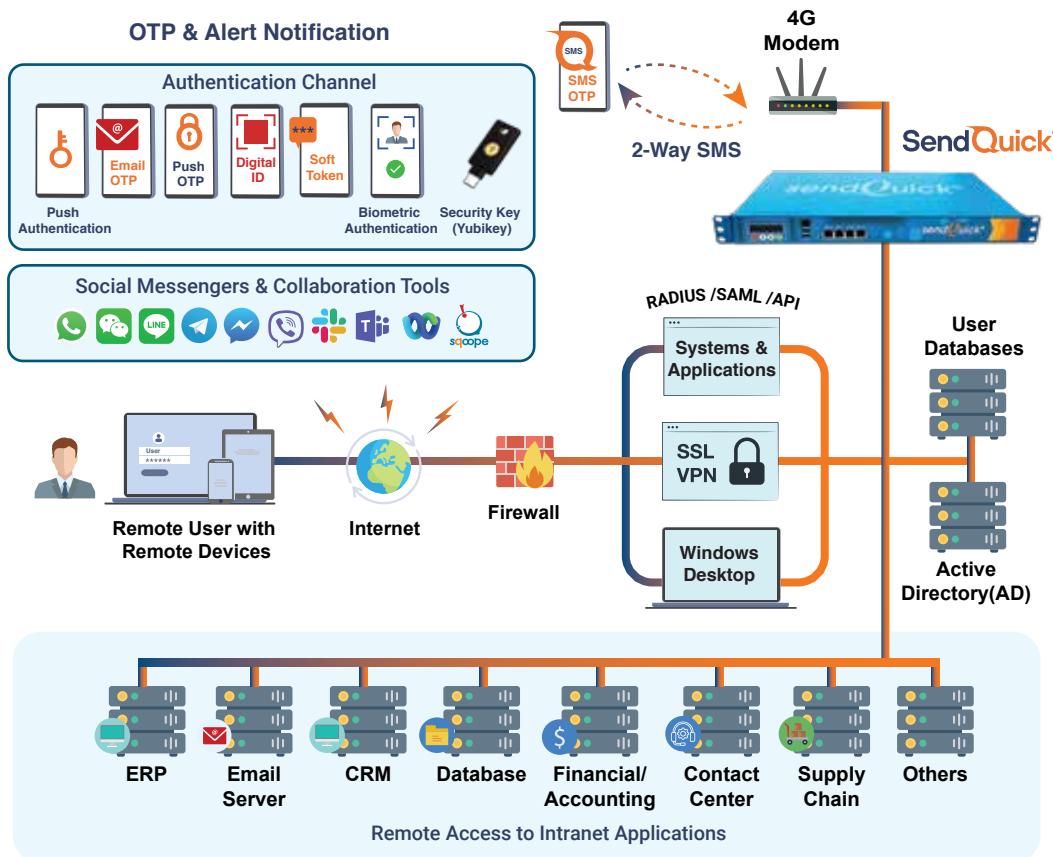 OTP & Alert Notification
Authentication Channel
@
Email
OTP
Push
OTP
Digital
ID
***
Soft
Token
Push
Authentication
Biometric
Authentication
Security Key
(Yubikey)
SMS
SMS
OTP
2-Way SMS
4G
Modem
SendQuick
sendQuick
sendQuick
Social Messengers & Collaboration Tools
LINE
T
sqoope
RADIUS /SAML /API
Systems &
Applications
SSL
VPN
Windows
Desktop
User
Databases
Active
Directory(AD)
User
******
Remote User with
Remote Devices
Internet
Firewall
@
$
ERP
Email
Server
CRM
Database
Financial/
Accounting
Contact
Center
Supply
Chain
Others
Remote Access to Intranet Applications